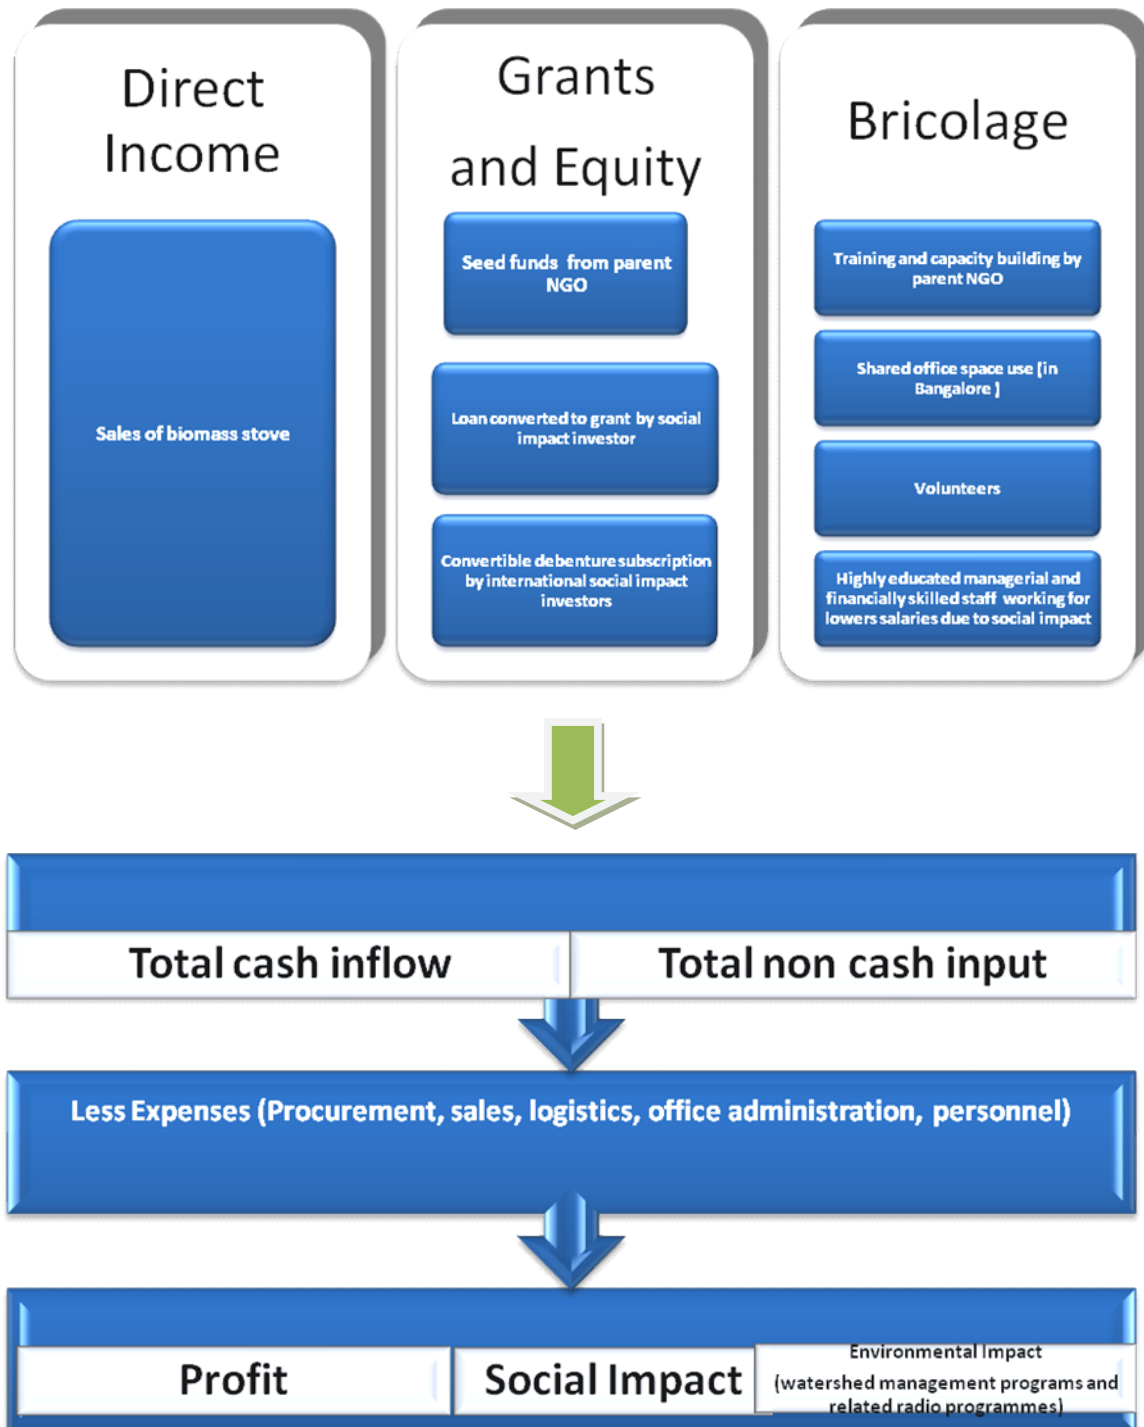 Direct
Income
Sales of biomass stove
Grants
and Equity
Seed funds from parent
NGO
Loan converted to grant by social
impact investor
Convertible debenture subscription
by international social impact
investors
Bricolage
Training and capacity building by
parent NGO
Shared office space use [in
Bangalore ]
Volunteers
Highly educated managerial and
financially skilled staff working for
lowers salaries due to social impact
Total cash inflow
Total non cash input
Less Expenses (Procurement, sales, logistics, office administration, personnel)
Profit
Social Impact
Environmental Impact
(watershed management programs and
related radio programmes)